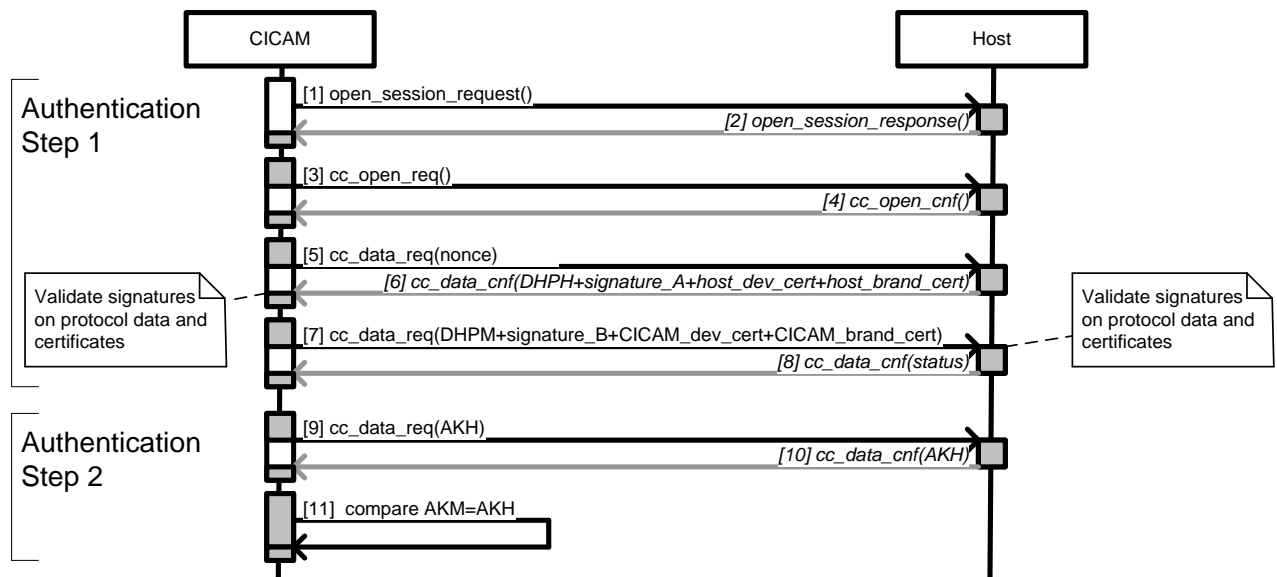 CICAM
Host
Authentication
Step 1
[1] open_session_request()
[2] open_session_response()
[3] cc_open_req()
[4] cc_open_cnf()
[5] cc_data_req(nonce)
[6] cc_data_cnf(DHPH+signature_A+host_dev_cert+host_brand_cert)
Validate signatures
on protocol data and
certificates
[7] cc_data_req(DHPM+signature_B+CICAM_dev_cert+CICAM_brand_cert)
[8] cc_data_cnf(status)
Validate signatures
on protocol data and
certificates
Authentication
Step 2
[9] cc_data_req(AKH)
[10] cc_data_cnf(AKH)
[11] compare AKM=AKH